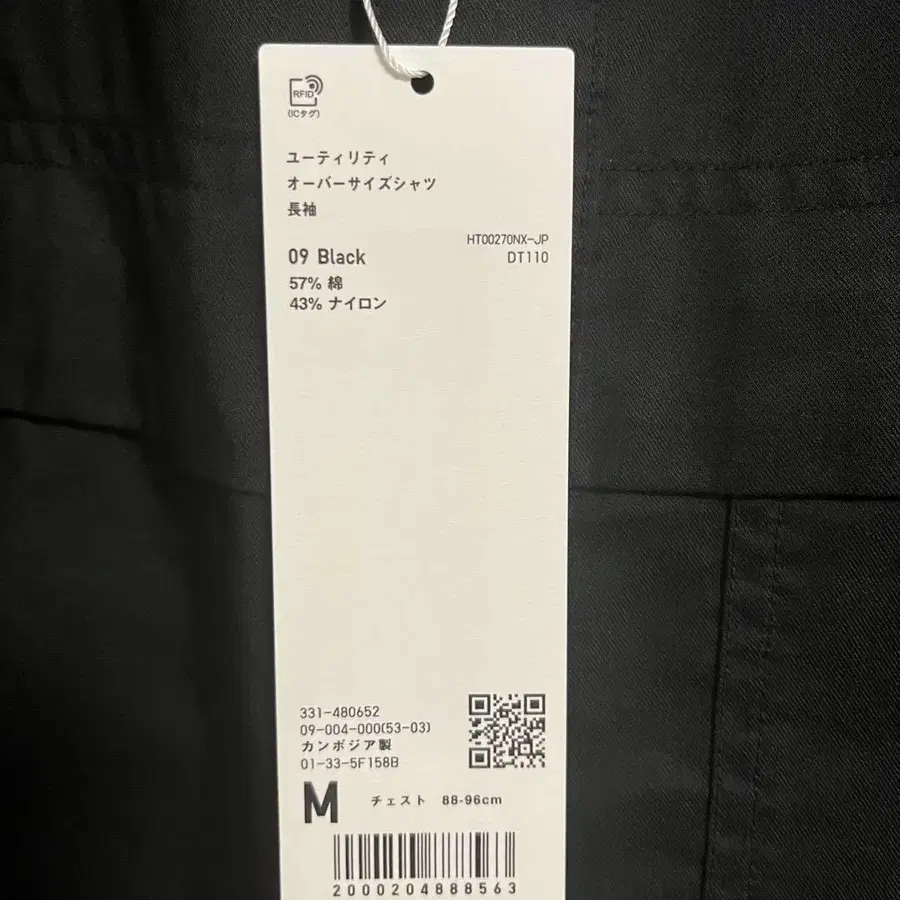 RFID
(ICタグ)
ユーティリティ
オーバーサイズシャツ
長袖
HT00270NX-JP
09 Black
DT110
57% 綿
43% ナイロン
331-480652
09-004-000(53-03)
カンボジア製
01-33-5F158B
M チェスト 88-96cm
2000204888563